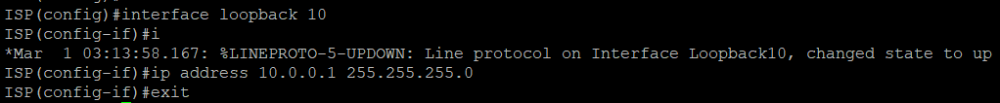 ISP(config)#interface loopback 10
ISP(config-if)#i
*Mar  1 03:13:58.167: %LINEPROTO-5-UPDOWN: Line protocol on Interface Loopback10, changed state to up
ISP(config-if)#ip address 10.0.0.1 255.255.255.0
ISP(config-if)#exit